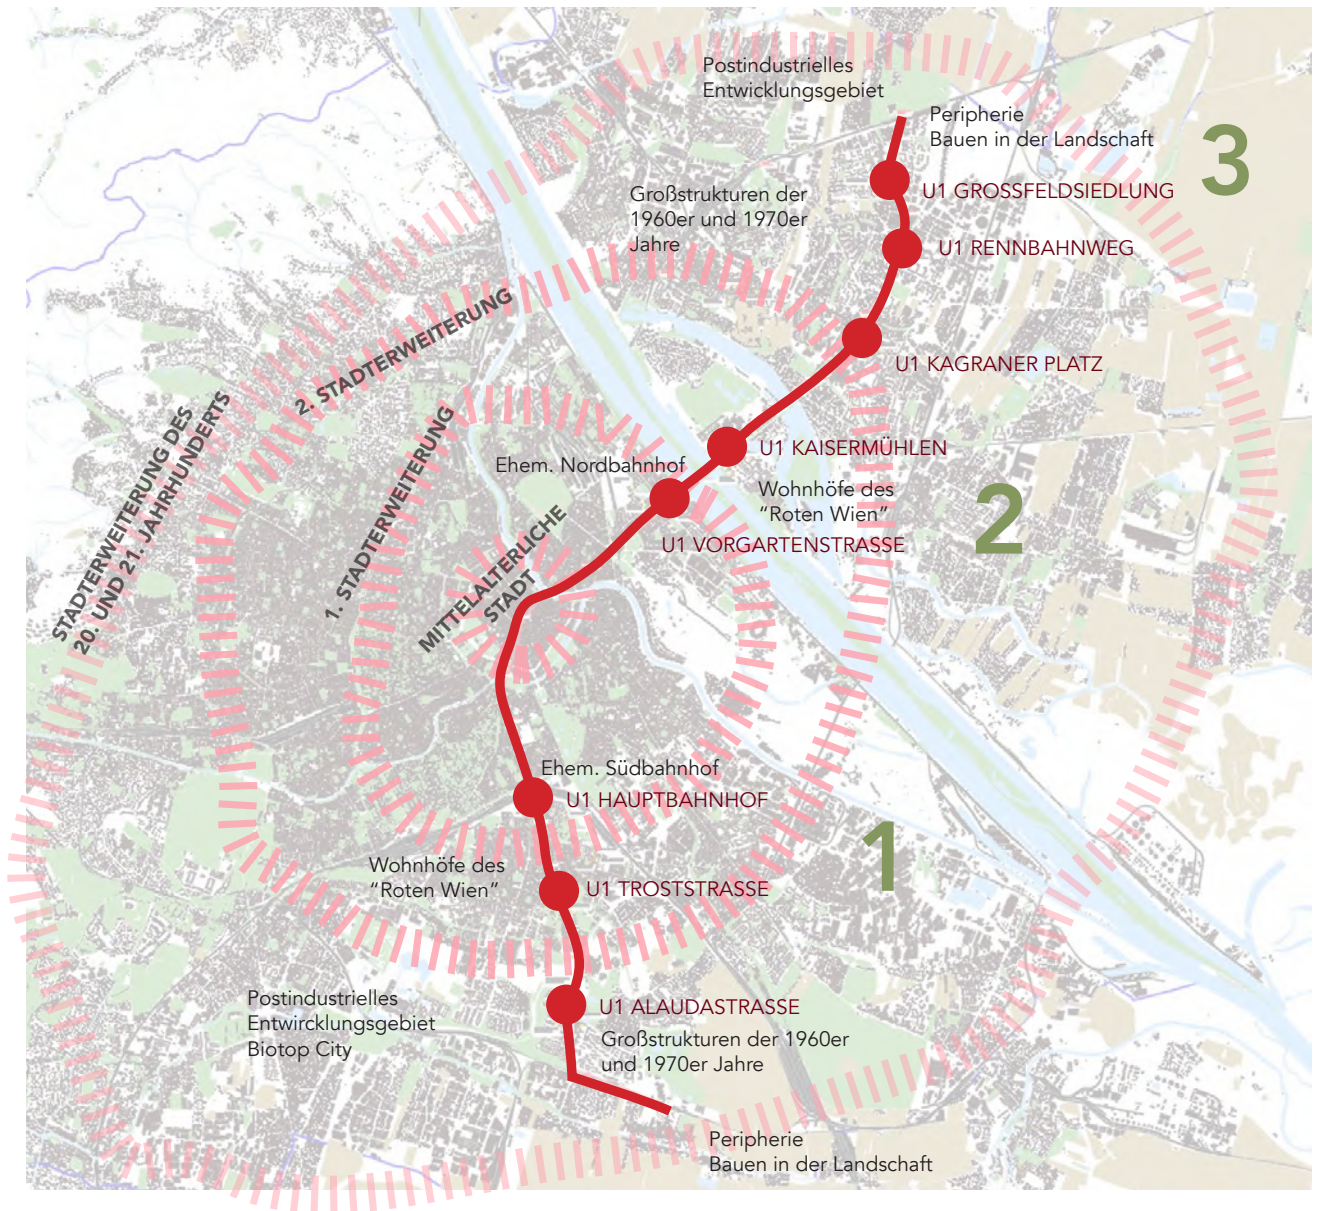 Postindustrielles
Entwicklungsgebiet
Peripherie
Bauen in der Landschaft
3
U1 GROSSFELDSIEDLUNG
Großstrukturen der
1960er und 1970er
Jahre
U1 RENNBAHNWEG
U1 KAGRANER PLATZ
2. STADTERWEITERUNG
STADTERWEITERUNG DES
20. UND 21. JAHRHUNDERTS
1. STADTERWEITERUNG
MITTELALTERLICHE
STADT
U1 KAISERMÜHLEN
Ehem. Nordbahnhof
Wohnhöfe des
“Roten Wien”
2
U1 VORGARTENSTRASSE
Ehem. Südbahnhof
U1 HAUPTBAHNHOF
1
Wohnhöfe des
“Roten Wien”
U1 TROSTSTRASSE
Postindustrielles
Entwircklungsgebiet
Biotop City
U1 ALAUDASTRASSE
Großstrukturen der 1960er
und 1970er Jahre
Peripherie
Bauen in der Landschaft